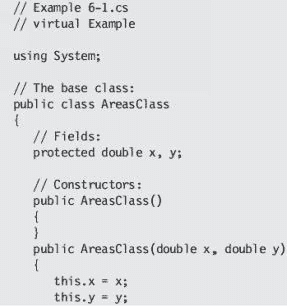 // Example 6-1.cs
// virtual Example
using System;
// The base class:
public class AreasClass
{
// Fields:
protected double x, y;
// Constructors:
public AreasClass()
{
}
public AreasClass(double x, double y)
{
this.x = x;
this.y = y;